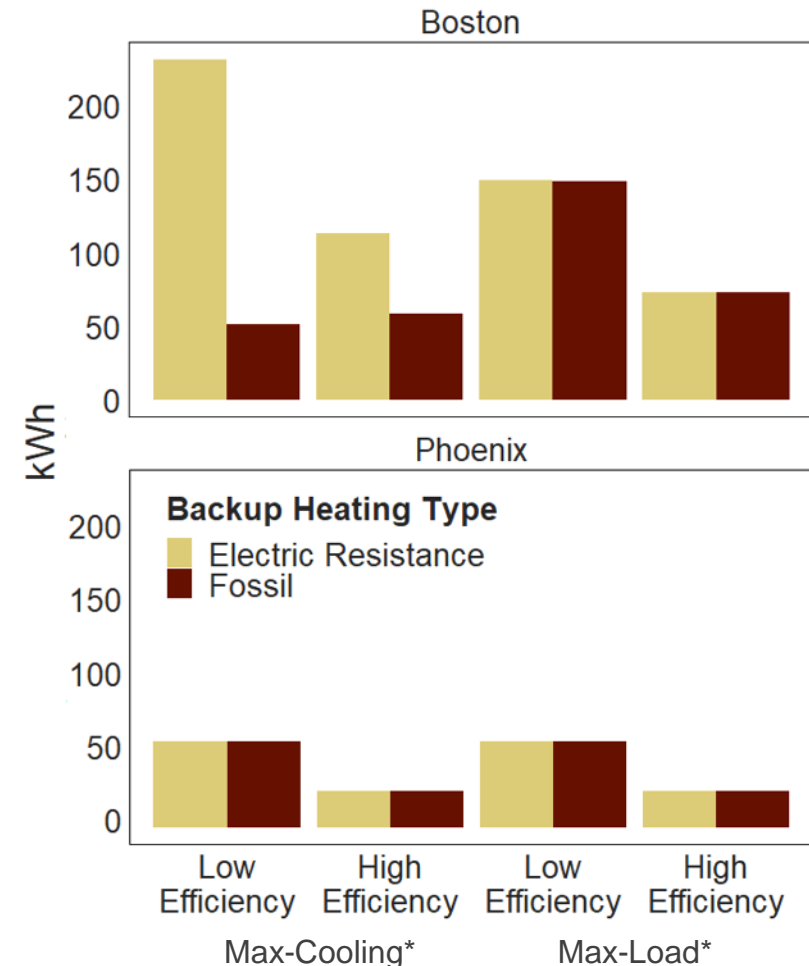 Boston
200
150
100
50
0
kWh
Phoenix
Backup Heating Type
Electric Resistance
Fossil
200
150
100
50
0
Low High Low High
Efficiency Efficiency Efficiency Efficiency
Max-Cooling* Max-Load*